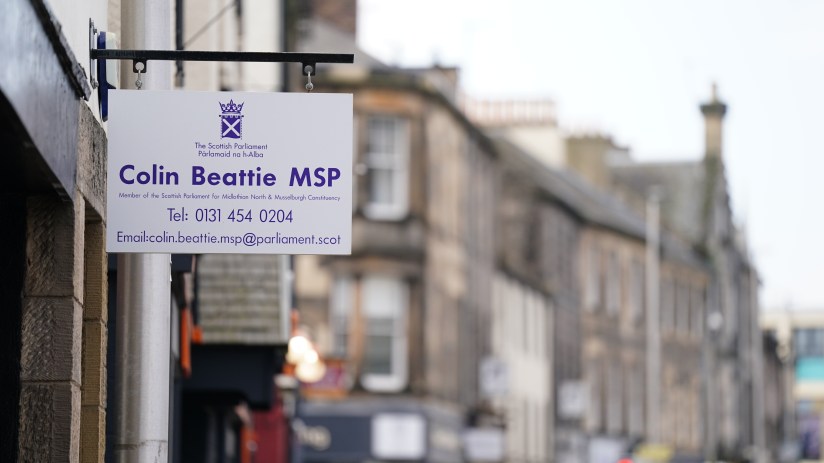 The Scottish Parliament
Pàrlamaid na h-Alba
Colin Beattie MSP
Member of the Scottish Parliament for Midlothian North & Musselburgh Constituency
Tel: 0131 454 0204
Email:colin.beattie.msp@parliament.scot